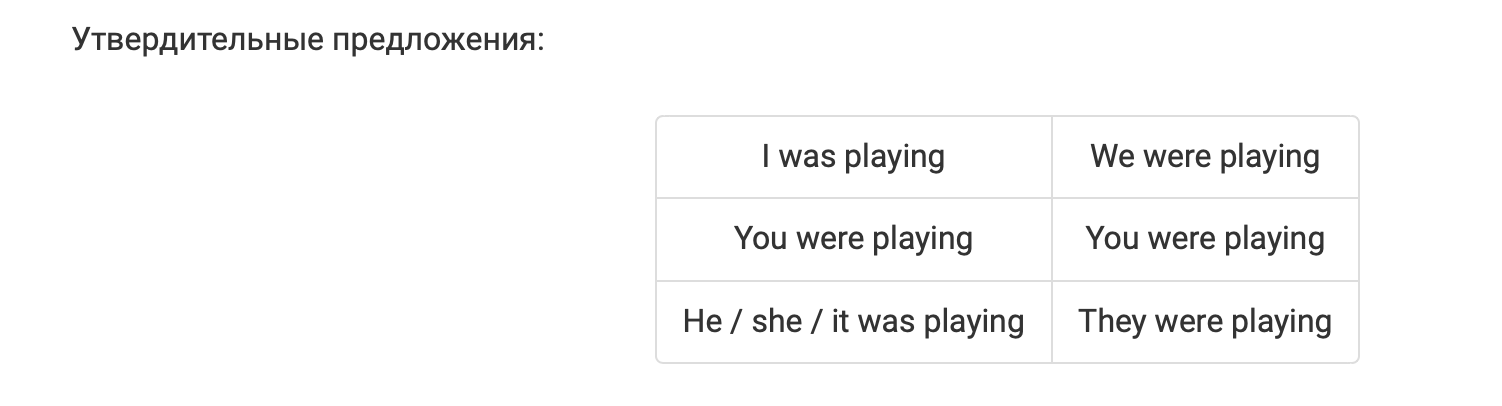 Утвердительные предложения:
I was playing We were playing
You were playing You were playing
He / she / it was playing They were playing